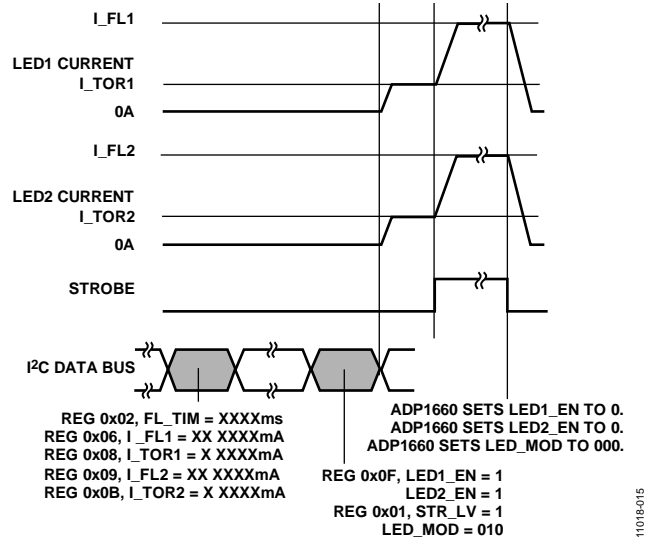 I_FL1
LED1 CURRENT
I_TOR1
0A
I_FL2
LED2 CURRENT
I_TOR2
0A
STROBE
I2C DATA BUS
REG 0x02, FL_TIM = XXXXms
REG 0x06, I _FL1 = XX XXXXmA
REG 0x08, I_TOR1 = X XXXXmA
REG 0x09, I_FL2 = XX XXXXmA
REG 0x0B, I_TOR2 = X XXXXmA
REG 0x0F, LED1_EN = 1
LED2_EN = 1
REG 0x01, STR_LV = 1
LED_MOD = 010
ADP1660 SETS LED1_EN TO 0.
ADP1660 SETS LED2_EN TO 0.
ADP1660 SETS LED_MOD TO 000.
11018-015